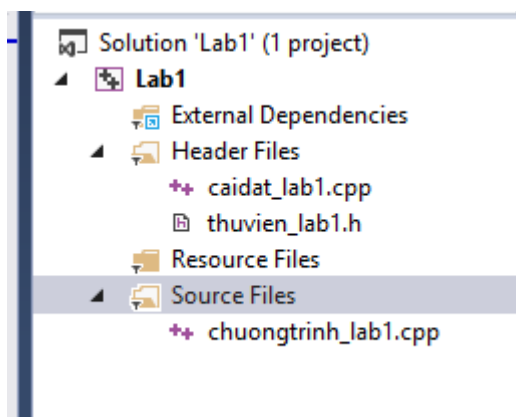 Solution 'Lab1' (1 project)
Lab1
External Dependencies
Header Files
caidat_lab1.cpp
thuvien_lab1.h
Resource Files
Source Files
chuongtrinh_lab1.cpp